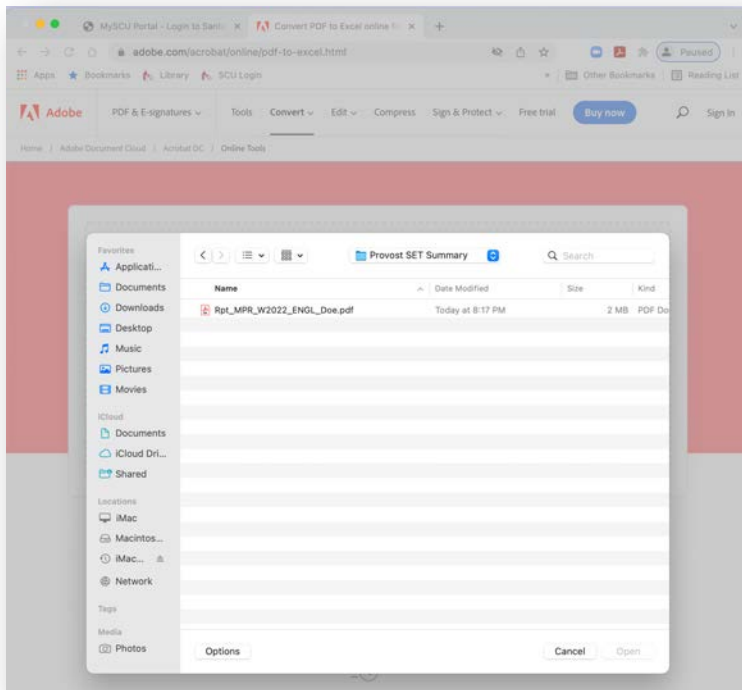 MySCU Portal - Login to Santa
Convert PDF to Excel online f
adobe.com/acrobat/online/pdf-to-excel.html
Paused
Apps
Bookmarks
Library
SCU Login
»
Other Bookmarks
Reading List
Adobe
PDF & E-signatures
Tools
Convert
Edit
Compress
Sign & Protect
Free trial
Buy now
Sign In
Home | Adobe Document Cloud | Acrobat DC | Online Tools
Favorites
Applicati...
Documents
Downloads
Desktop
Music
Pictures
Movies
iCloud
Documents
iCloud Dri...
Shared
Locations
iMac
Macintos...
iMac...
Network
Tags
Media
Photos
Provost SET Summary
Search
Name
Date Modified
Size
Kind
Rpt_MPR_W2022_ENGL_Doe.pdf
Today at 8:17 PM
2 MB
PDF Do
Options
Cancel
Open